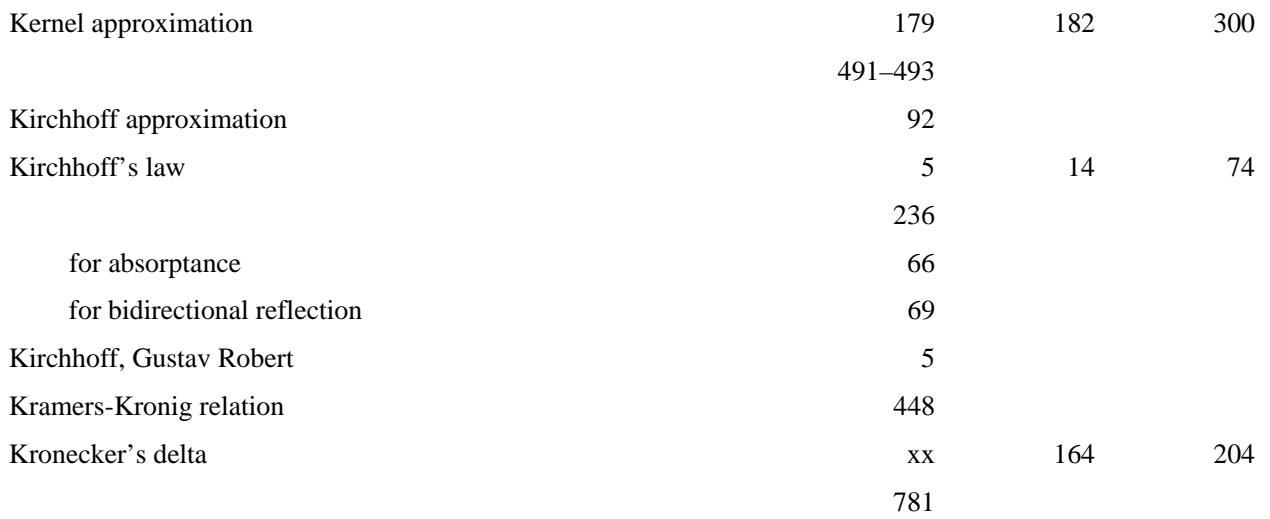 Kernel approximation 179 182 300
491–493
Kirchhoff approximation 92
Kirchhoff’s law 5 14 74
236
for absorptance 66
for bidirectional reflection 69
Kirchhoff, Gustav Robert 5
Kramers-Kronig relation 448
Kronecker’s delta xx 164 204
781